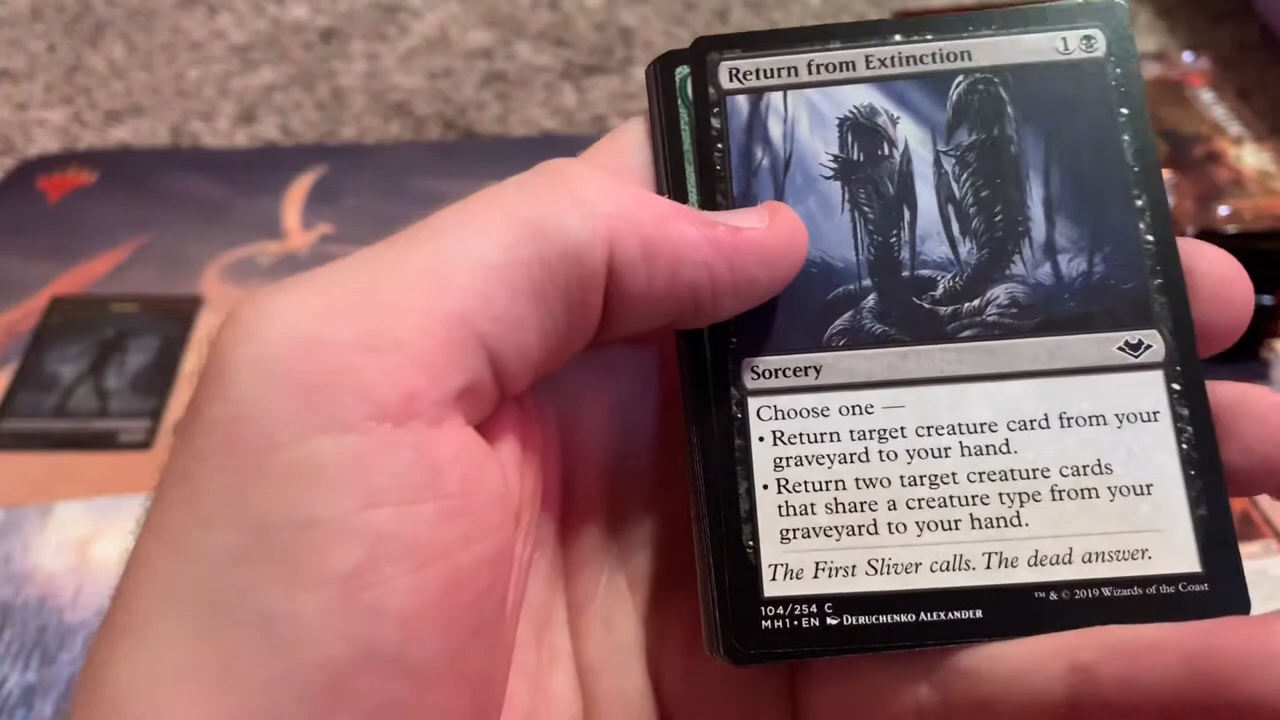 Return from Extinction 1
Sorcery
Choose one —
• Return target creature card from your
graveyard to your hand.
• Return two target creature cards
that share a creature type from your
graveyard to your hand.
The First Sliver calls. The dead answer.
104/254 C
MH1 • EN DERUCHENKO ALEXANDER
™ & © 2019 Wizards of the Coast